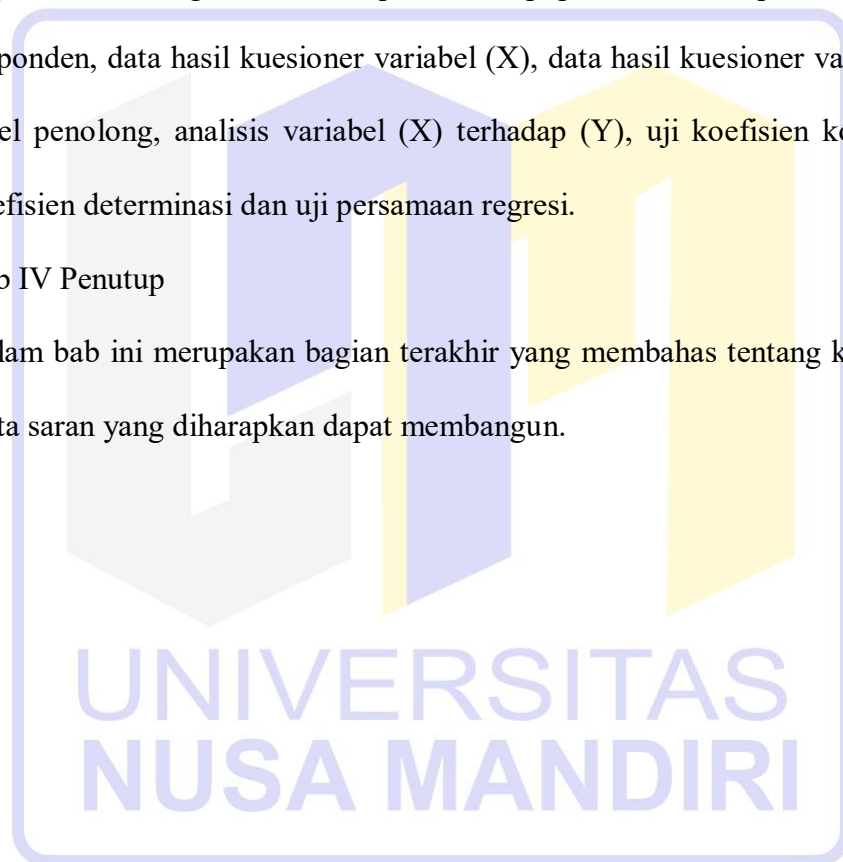 ponden, data hasil kuesioner variabel (X), data hasil kuesioner va
el penolong, analisis variabel (X) terhadap (Y), uji koefisien ko
efisien determinasi dan uji persamaan regresi.
b IV Penutup
lam bab ini merupakan bagian terakhir yang membahas tentang k
ta saran yang diharapkan dapat membangun.
UNIVERSITAS
NUSA MANDIRI